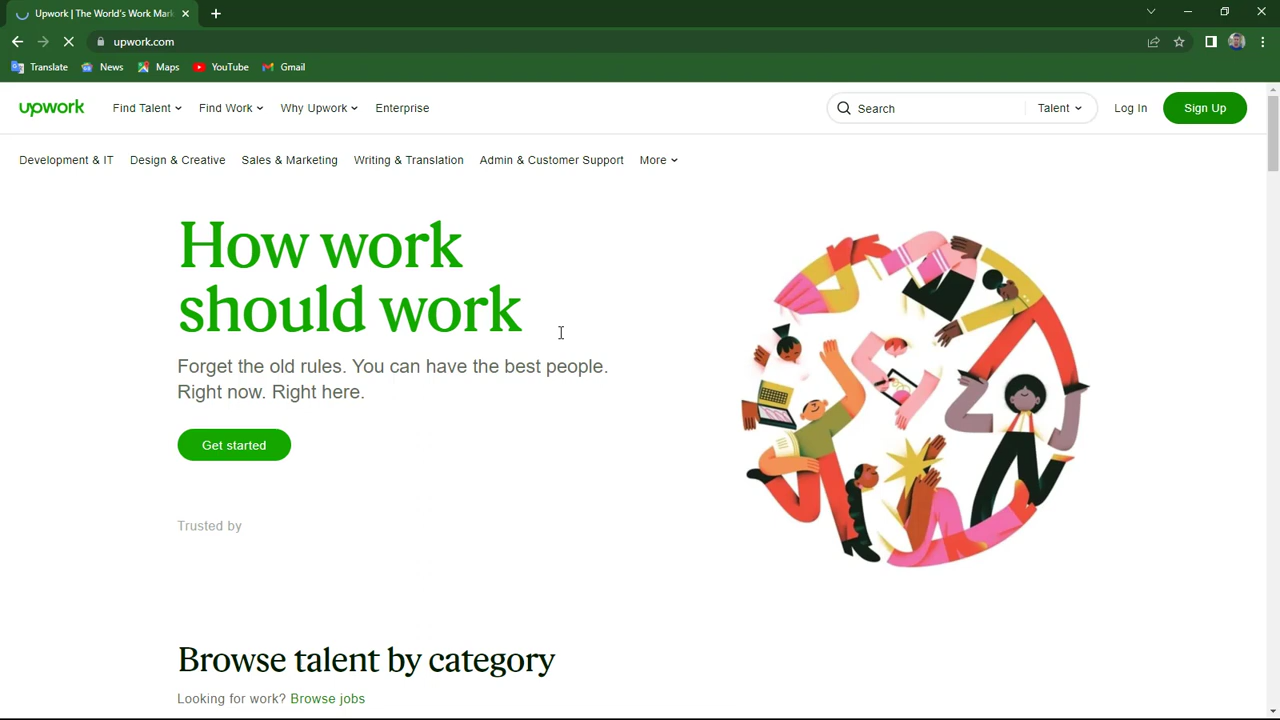 Upwork | The World's Work Mark
upwork.com
Translate News Maps YouTube Gmail
upwork Find Talent Find Work Why Upwork Enterprise Search Talent Log In Sign Up
Development & IT Design & Creative Sales & Marketing Writing & Translation Admin & Customer Support More
How work
should work
Forget the old rules. You can have the best people.
Right now. Right here.
Get started
Trusted by
Browse talent by category
Looking for work? Browse jobs